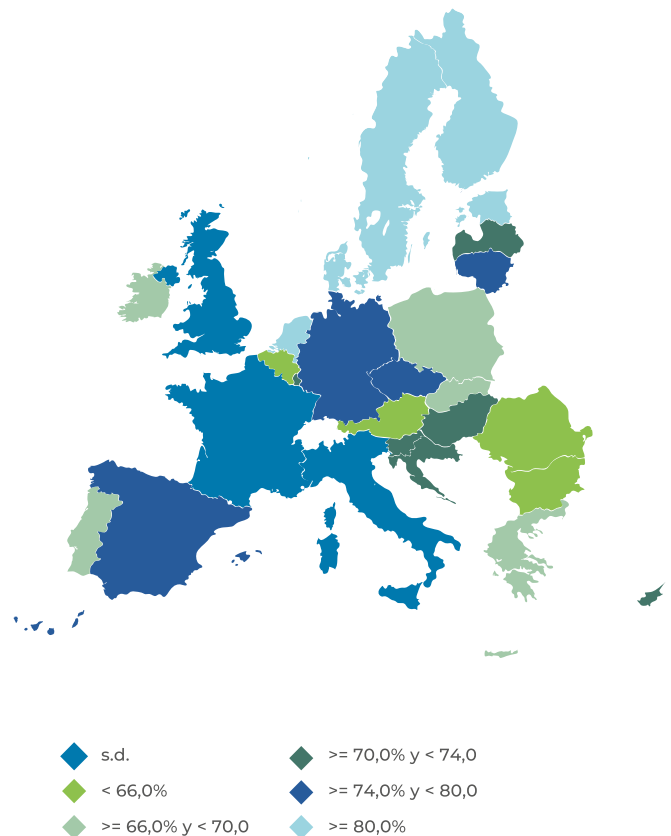 s.d.
>= 70,0% y < 74,0
< 66,0%
>= 74,0% y < 80,0
>= 66,0% y < 70,0
>= 80,0%